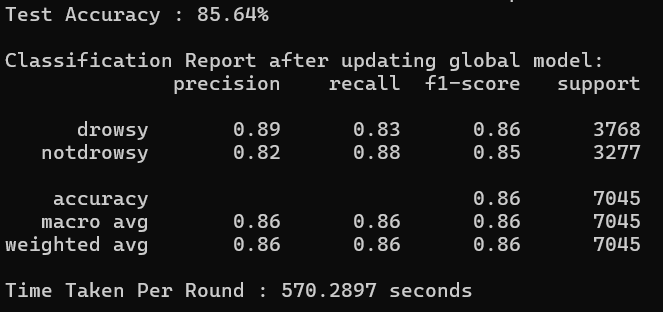 Test Accuracy : 85.64%
Classification Report after updating global model:
precision recall f1-score support
drowsy 0.89 0.83 0.86 3768
notdrowsy 0.82 0.88 0.85 3277
accuracy 0.86 7045
macro avg 0.86 0.86 0.86 7045
weighted avg 0.86 0.86 0.86 7045
Time Taken Per Round : 570.2897 seconds